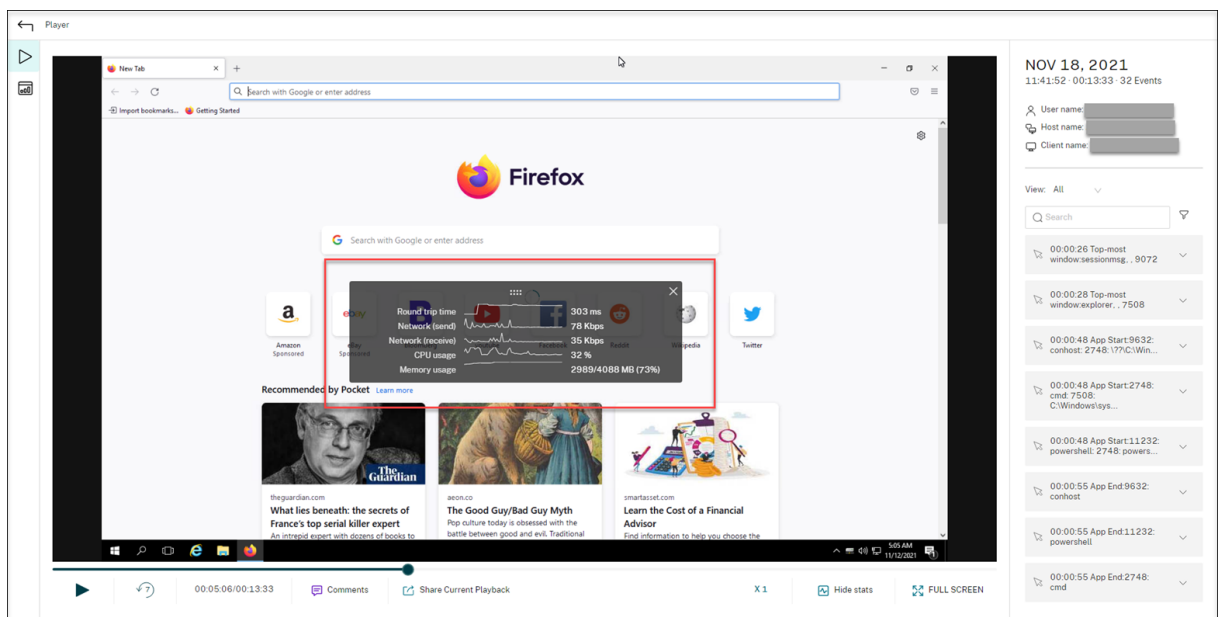 Player
New Tab
Search with Google or enter address
Import bookmarks...
Getting Started
Firefox
Search with Google or enter address
a
ebay
B
Round trip time 303 ms
Network (send) 78 Kbps
Network (receive) 35 Kbps
CPU usage 32 %
Memory usage 2989/4088 MB (73%)
Amazon
Sponsored
eBay
Facebook
Reddit
Wikipedia
Twitter
Recommended by Pocket
Learn more
The Guardian
theguardian.com
What lies beneath: the secrets of
France's top serial killer expert
An intrepid expert with dozens of books to
aeon.co
The Good Guy/Bad Guy Myth
Pop culture today is obsessed with the
battle between good and evil. Traditional
smartasset.com
Learn the Cost of a Financial
Advisor
Find information to help you choose the
5:05 AM
11/12/2021
7
00:05:06/00:13:33
Comments
Share Current Playback
X 1
Hide stats
FULL SCREEN
NOV 18, 2021
11:41:52 · 00:13:33 · 32 Events
User name:
Host name:
Client name:
View: All
Search
00:00:26 Top-most
window:sessionmsg, , 9072
00:00:28 Top-most
window:explorer, , 7508
00:00:48 App Start:9632:
conhost: 2748: \??\C:\Win...
00:00:48 App Start:2748:
cmd: 7508:
C:\Windows\sys...
00:00:48 App Start:11232:
powershell: 2748: powers...
00:00:55 App End:9632:
conhost
00:00:55 App End:11232:
powershell
00:00:55 App End:2748:
cmd